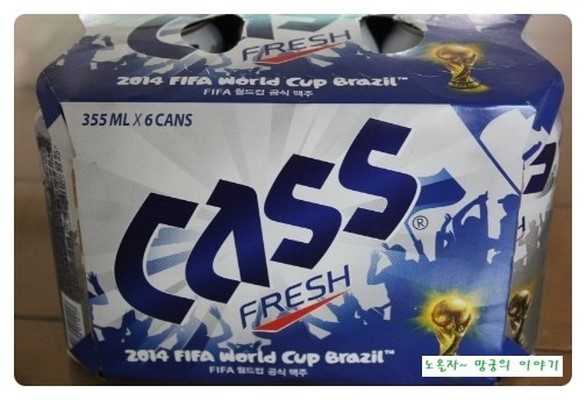 CASS
FRESH
2014 FIFA World Cup Brazil™
FIFA 월드컵 공식 맥주
355 ML X 6 CANS
CASS ®
FRESH
2014 FIFA World Cup Brazil™
FIFA 월드컵 공식 맥주
노을자~ 망궁의 이야기